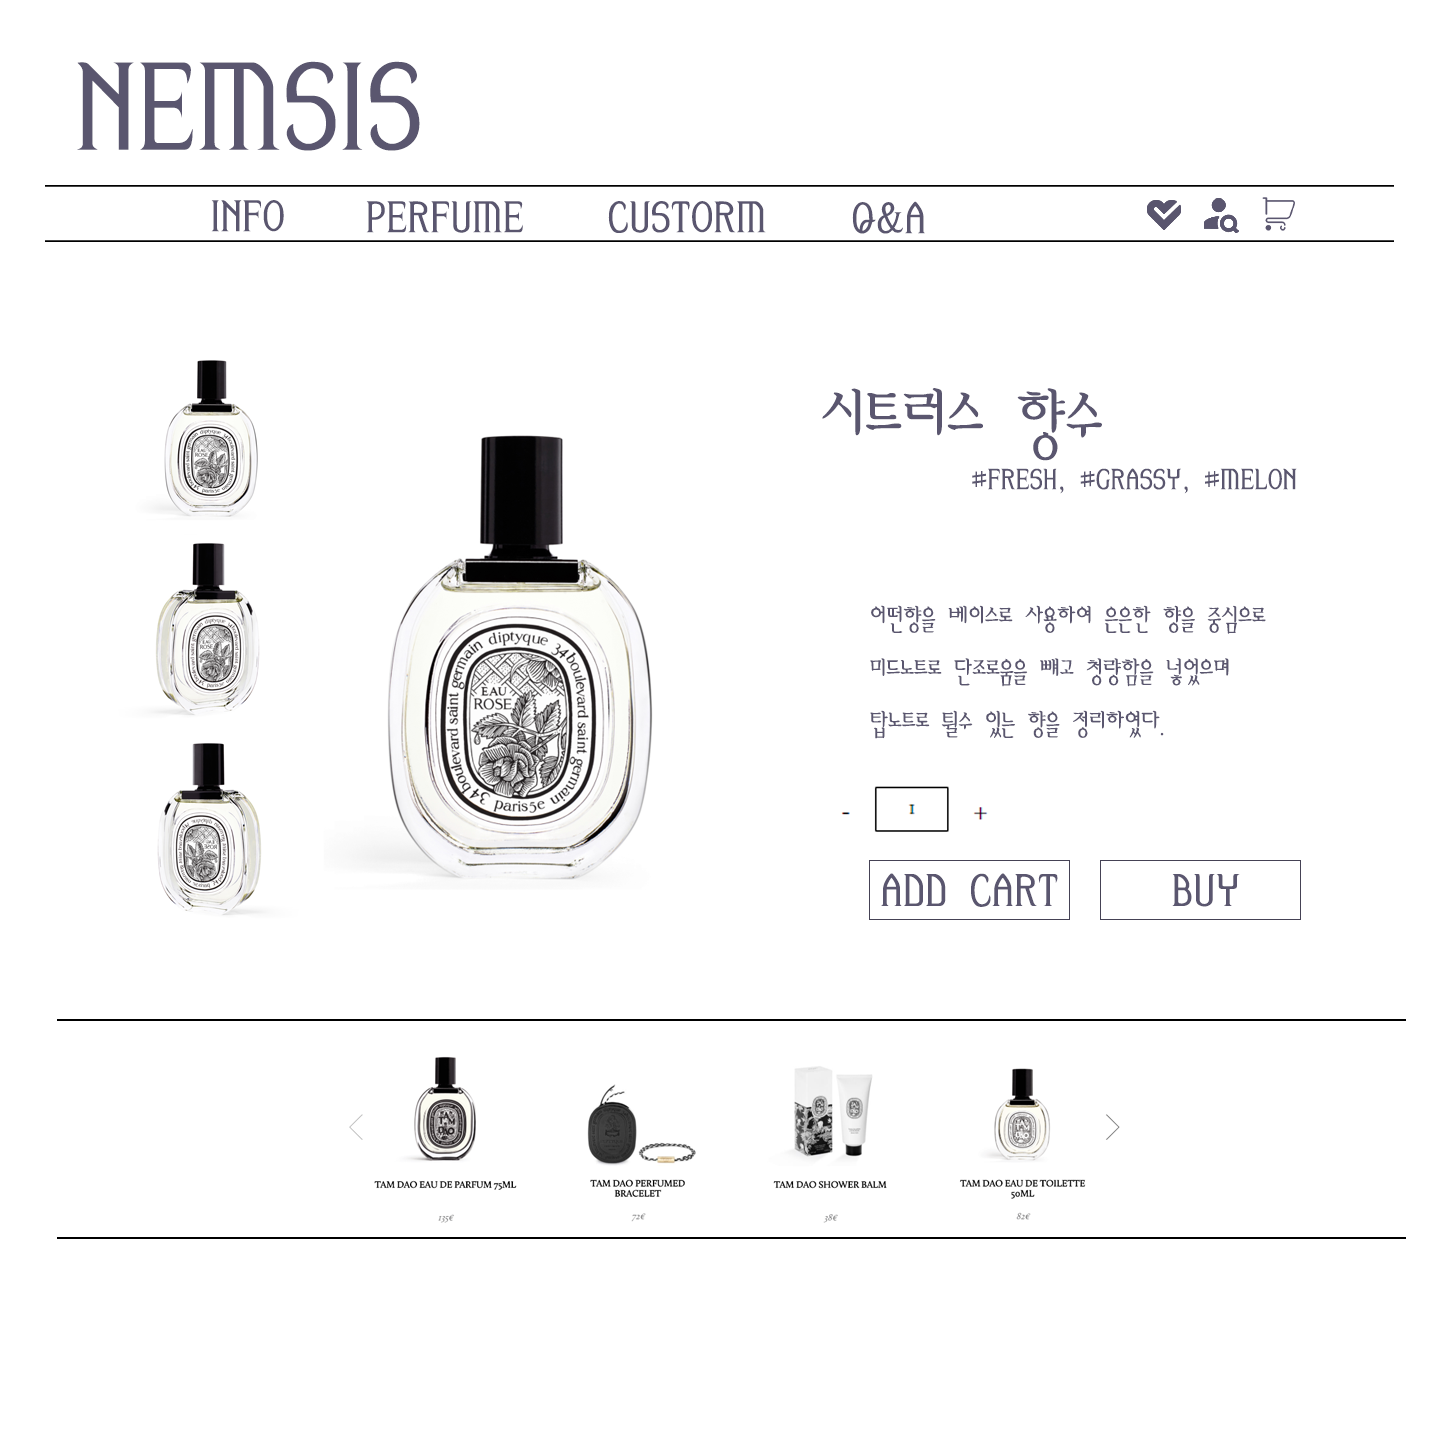 NEMSIS
INFO PERFUME CUSTORM Q&A
시트러스 향수
#FRESH, #GRASSY, #MELON
diptyque 34 boulevard saint germain paris5e 34 boulevard saint germain
EAU
ROSE
어떤향을 베이스로 사용하여 은은한 향을 중심으로
미드노트로 단조로움을 빼고 청량함을 넣었으며
탑노트로 튈수 있는 향을 정리하였다.
- 1 +
ADD CART BUY
TAM DAO EAU DE PARFUM 75ML
135€
TAM DAO PERFUMED
BRACELET
72€
TAM DAO SHOWER BALM
38€
TAM DAO EAU DE TOILETTE
50ML
82€